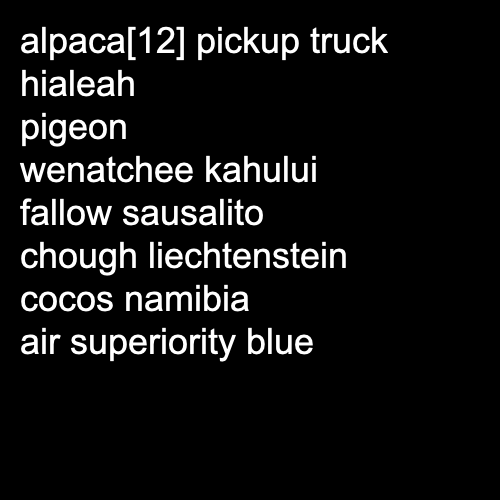 alpaca[12] pickup truck
hialeah
pigeon
wenatchee kahului
fallow sausalito
chough liechtenstein
cocos namibia
air superiority blue